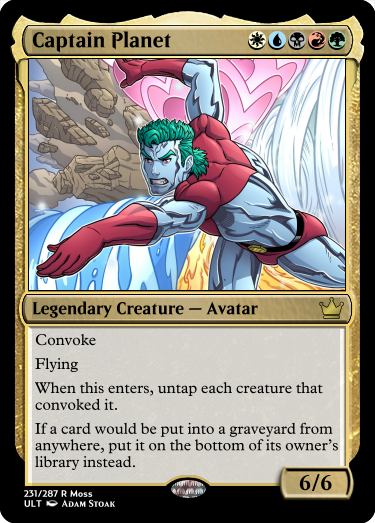 Captain Planet
Legendary Creature — Avatar
Convoke
Flying
When this enters, untap each creature that
convoked it.
If a card would be put into a graveyard from
anywhere, put it on the bottom of its owner's
library instead.
6/6
231/287 R Moss
ULT Adam Stoak